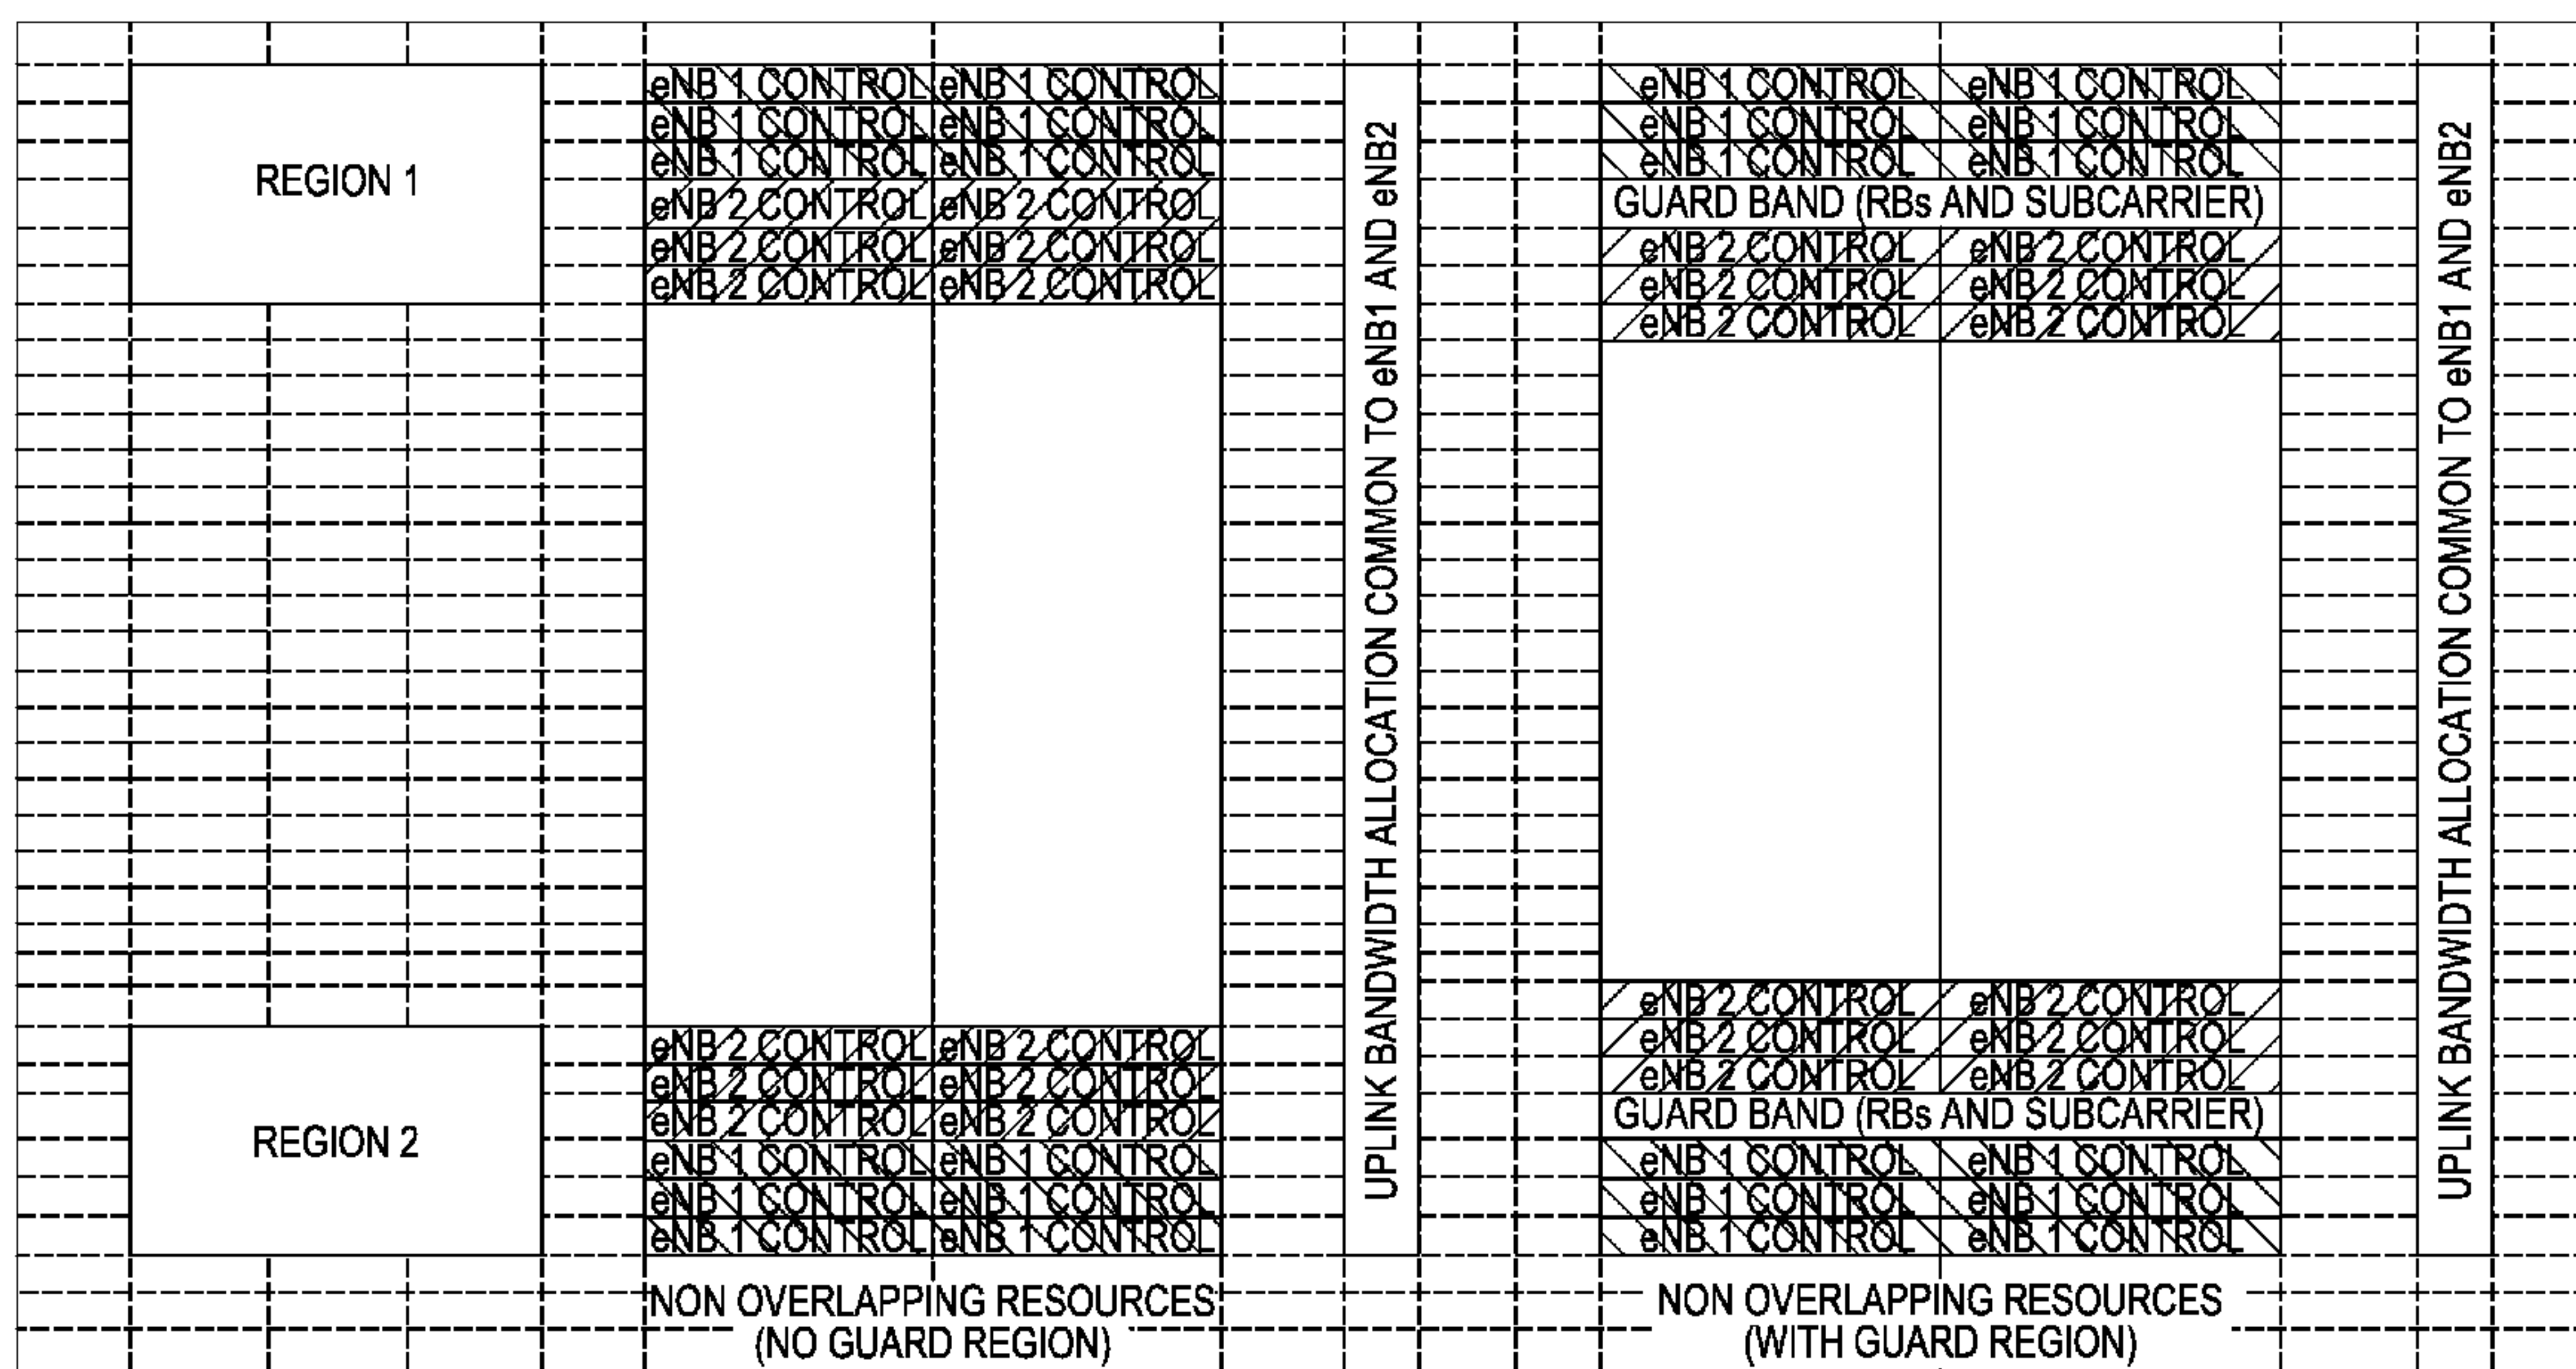 REGION 1
REGION 2
eNB 1 CONTROL eNB 1 CONTROL
eNB 1 CONTROL eNB 1 CONTROL
eNB 1 CONTROL eNB 1 CONTROL
eNB 2 CONTROL eNB 2 CONTROL
eNB 2 CONTROL eNB 2 CONTROL
eNB 2 CONTROL eNB 2 CONTROL
eNB 2 CONTROL eNB 2 CONTROL
eNB 2 CONTROL eNB 2 CONTROL
eNB 2 CONTROL eNB 2 CONTROL
eNB 1 CONTROL eNB 1 CONTROL
eNB 1 CONTROL eNB 1 CONTROL
eNB 1 CONTROL eNB 1 CONTROL
NON OVERLAPPING RESOURCES
(NO GUARD REGION)
UPLINK BANDWIDTH ALLOCATION COMMON TO eNB1 AND eNB2
eNB 1 CONTROL eNB 1 CONTROL
eNB 1 CONTROL eNB 1 CONTROL
eNB 1 CONTROL eNB 1 CONTROL
GUARD BAND (RBs AND SUBCARRIER)
eNB 2 CONTROL eNB 2 CONTROL
eNB 2 CONTROL eNB 2 CONTROL
eNB 2 CONTROL eNB 2 CONTROL
eNB 2 CONTROL eNB 2 CONTROL
eNB 2 CONTROL eNB 2 CONTROL
eNB 2 CONTROL eNB 2 CONTROL
GUARD BAND (RBs AND SUBCARRIER)
eNB 1 CONTROL eNB 1 CONTROL
eNB 1 CONTROL eNB 1 CONTROL
eNB 1 CONTROL eNB 1 CONTROL
NON OVERLAPPING RESOURCES
(WITH GUARD REGION)
UPLINK BANDWIDTH ALLOCATION COMMON TO eNB1 AND eNB2